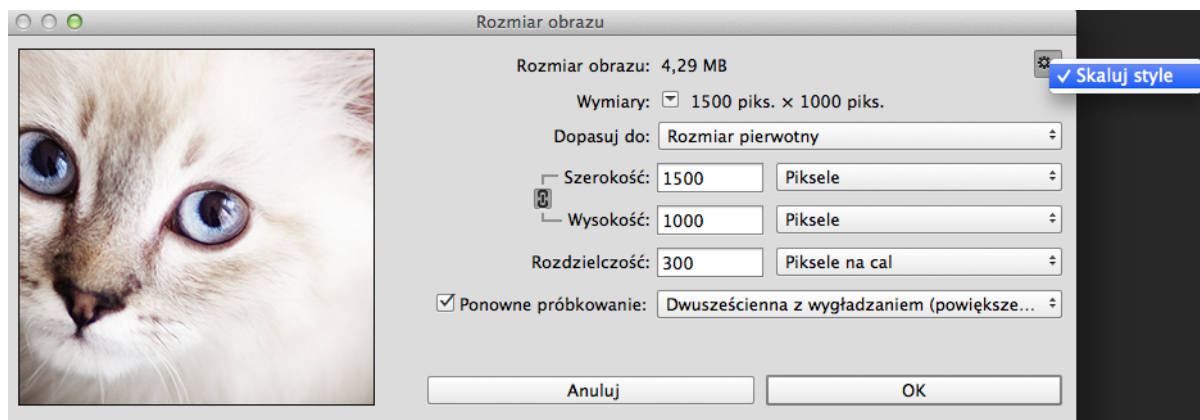 Rozmiar obrazu
Rozmiar obrazu: 4,29 MB
✓ Skaluj style
Wymiary: 1500 piks. × 1000 piks.
Dopasuj do: Rozmiar pierwotny
Szerokość: 1500 Piksele
Wysokość: 1000 Piksele
Rozdzielczość: 300 Piksele na cal
Ponowne próbkowanie: Dwusześcienna z wygładzaniem (powiększe...
Anuluj OK